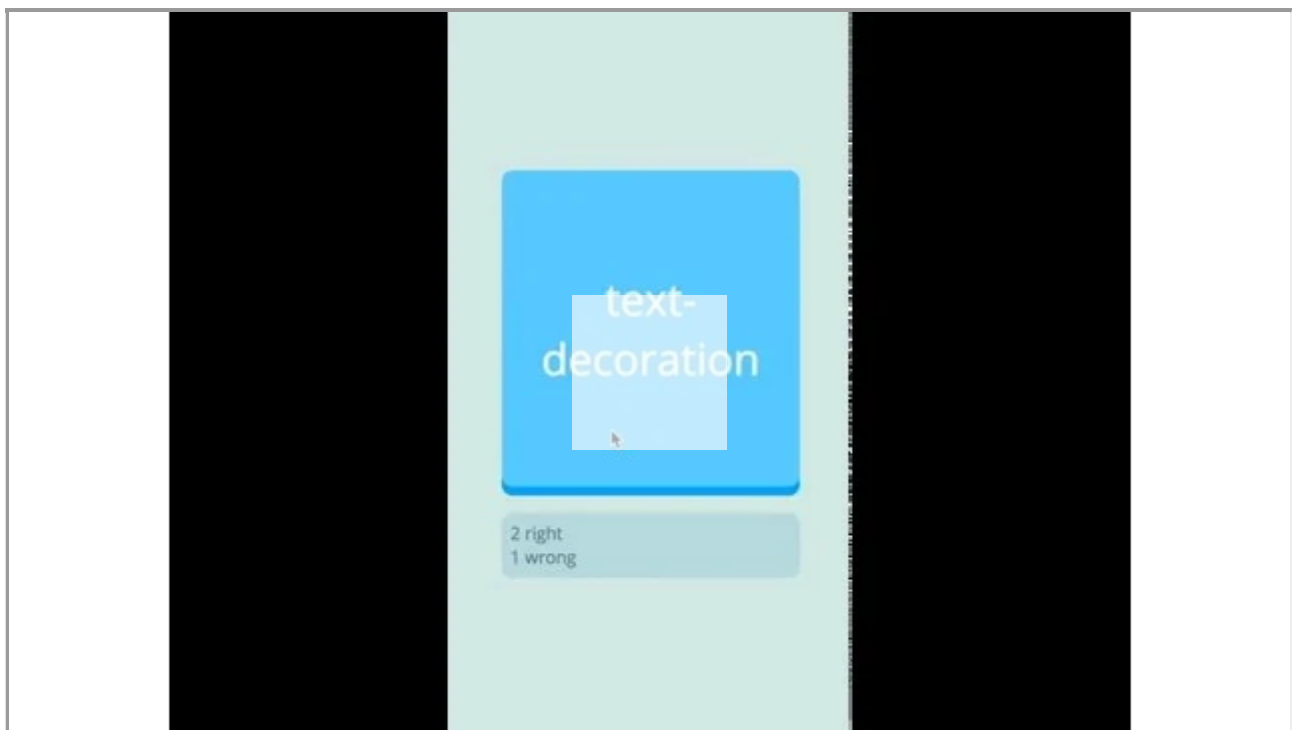 text-
decoration
2 right
1 wrong